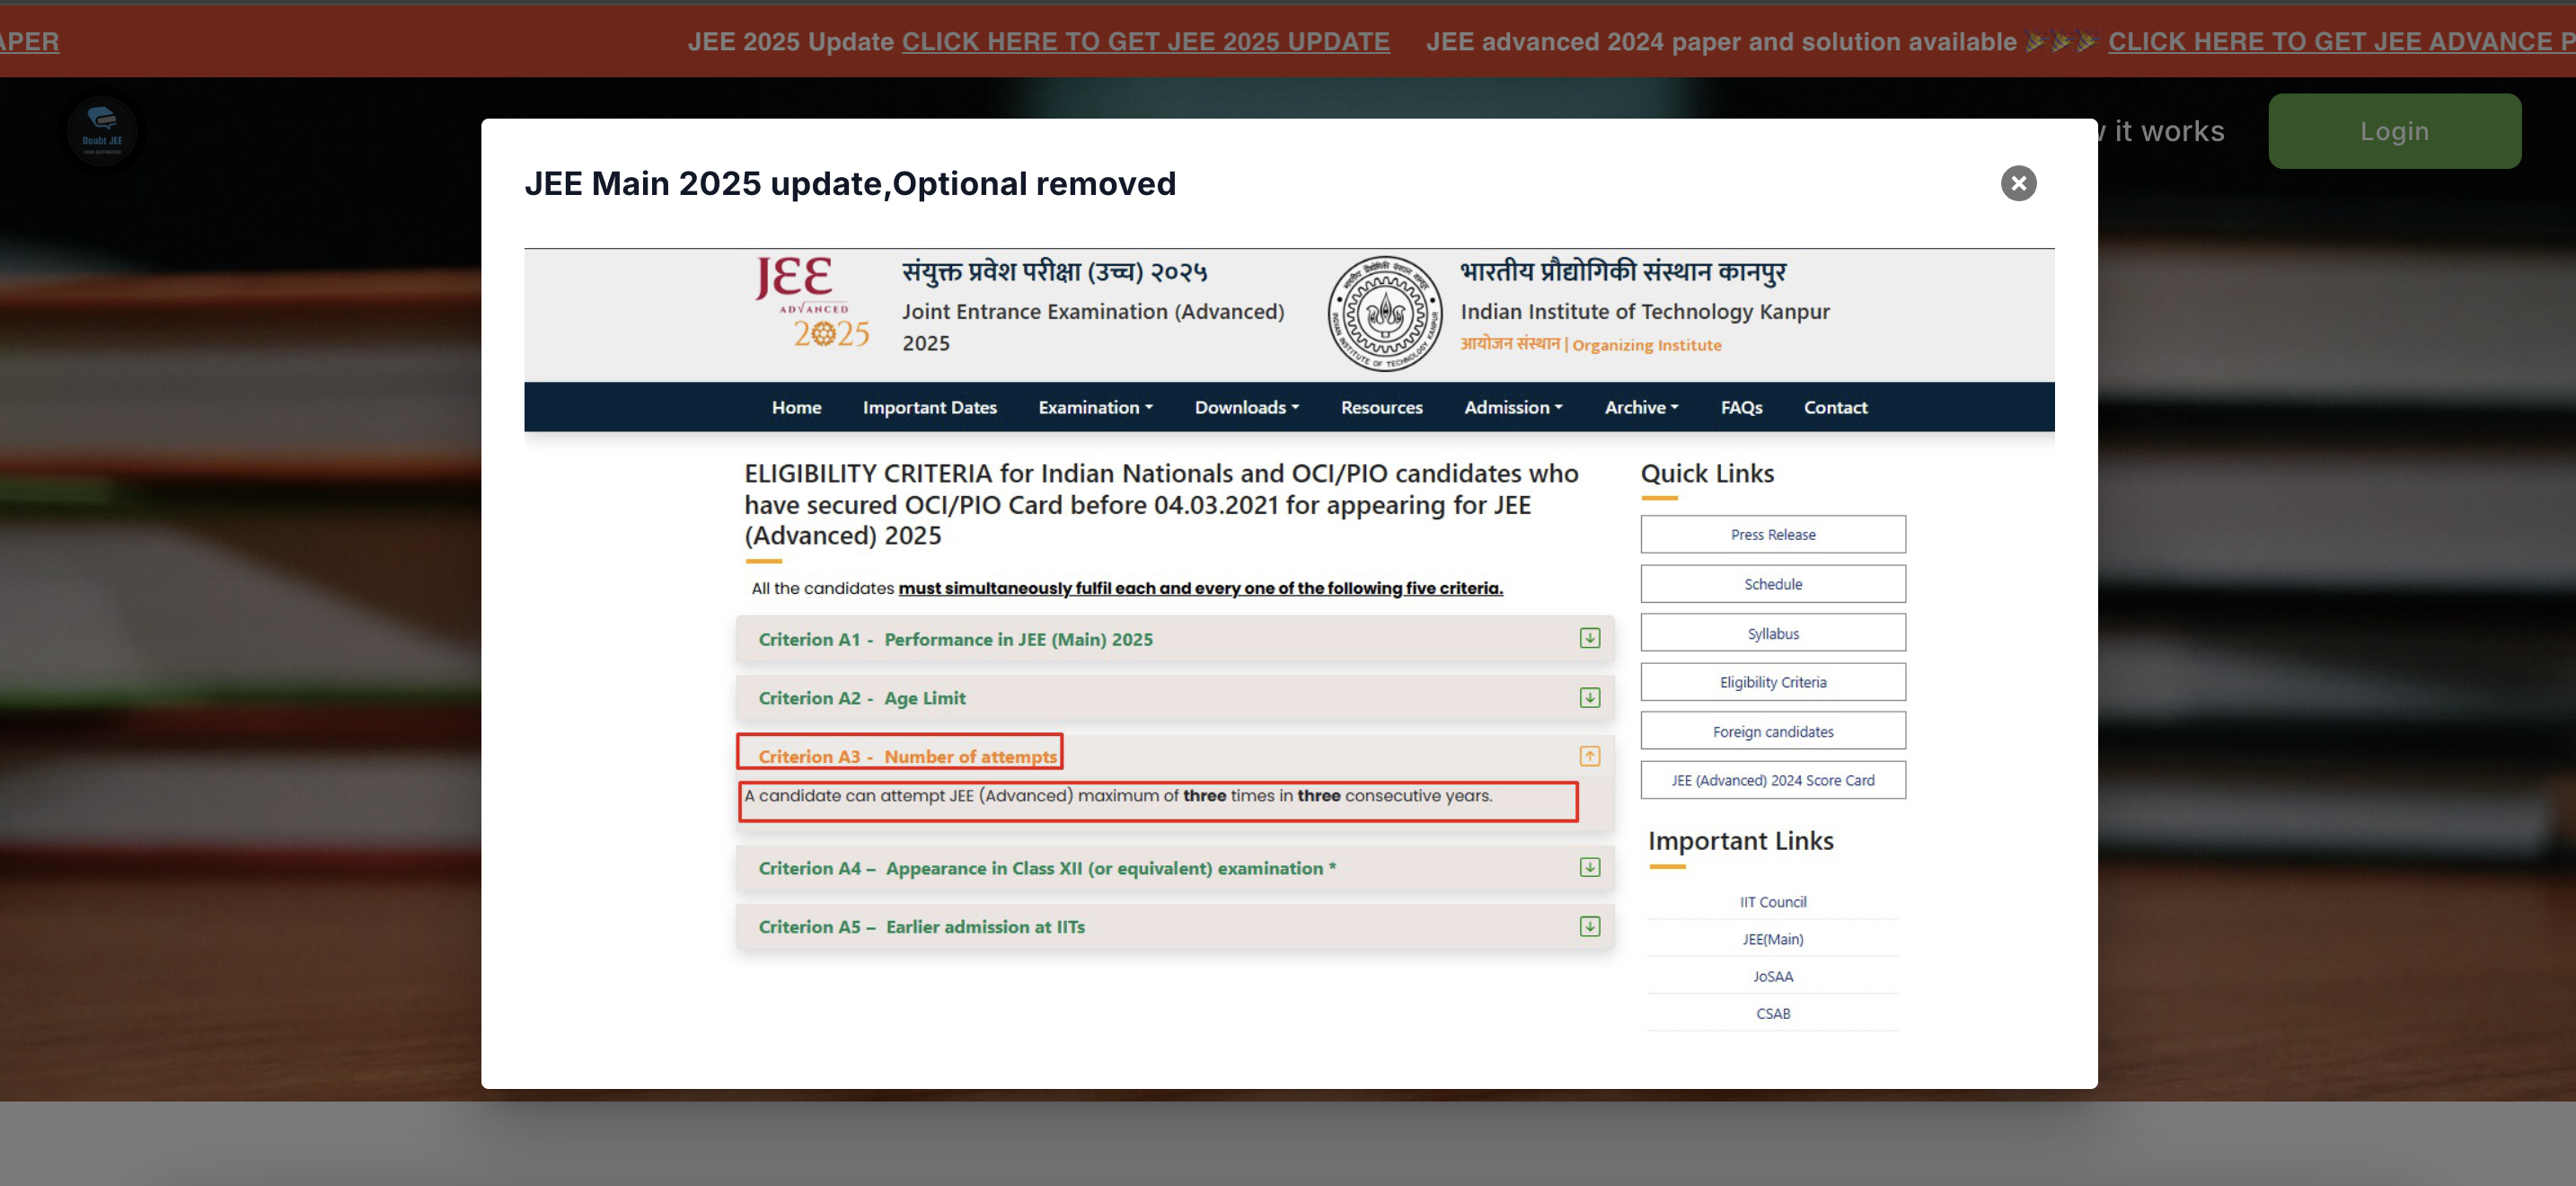 APER
JEE 2025 Update CLICK HERE TO GET JEE 2025 UPDATE
JEE advanced 2024 paper and solution available 🎉🎉🎉 CLICK HERE TO GET JEE ADVANCE P
Doubt JEE
it works
Login
JEE Main 2025 update,Optional removed
JEE
ADVANCED
2025
संयुक्त प्रवेश परीक्षा (उच्च) २०२५
Joint Entrance Examination (Advanced)
2025
भारतीय प्रौद्योगिकी संस्थान कानपुर
INDIAN INSTITUTE OF TECHNOLOGY KANPUR
भारतीय प्रौद्योगिकी संस्थान कानपुर
Indian Institute of Technology Kanpur
आयोजन संस्थान | Organizing Institute
Home Important Dates Examination Downloads Resources Admission Archive FAQs Contact
ELIGIBILITY CRITERIA for Indian Nationals and OCI/PIO candidates who
have secured OCI/PIO Card before 04.03.2021 for appearing for JEE
(Advanced) 2025
All the candidates must simultaneously fulfil each and every one of the following five criteria.
Criterion A1 - Performance in JEE (Main) 2025
Criterion A2 - Age Limit
Criterion A3 - Number of attempts
A candidate can attempt JEE (Advanced) maximum of three times in three consecutive years.
Criterion A4 – Appearance in Class XII (or equivalent) examination *
Criterion A5 – Earlier admission at IITs
Quick Links
Press Release
Schedule
Syllabus
Eligibility Criteria
Foreign candidates
JEE (Advanced) 2024 Score Card
Important Links
IIT Council
JEE(Main)
JoSAA
CSAB